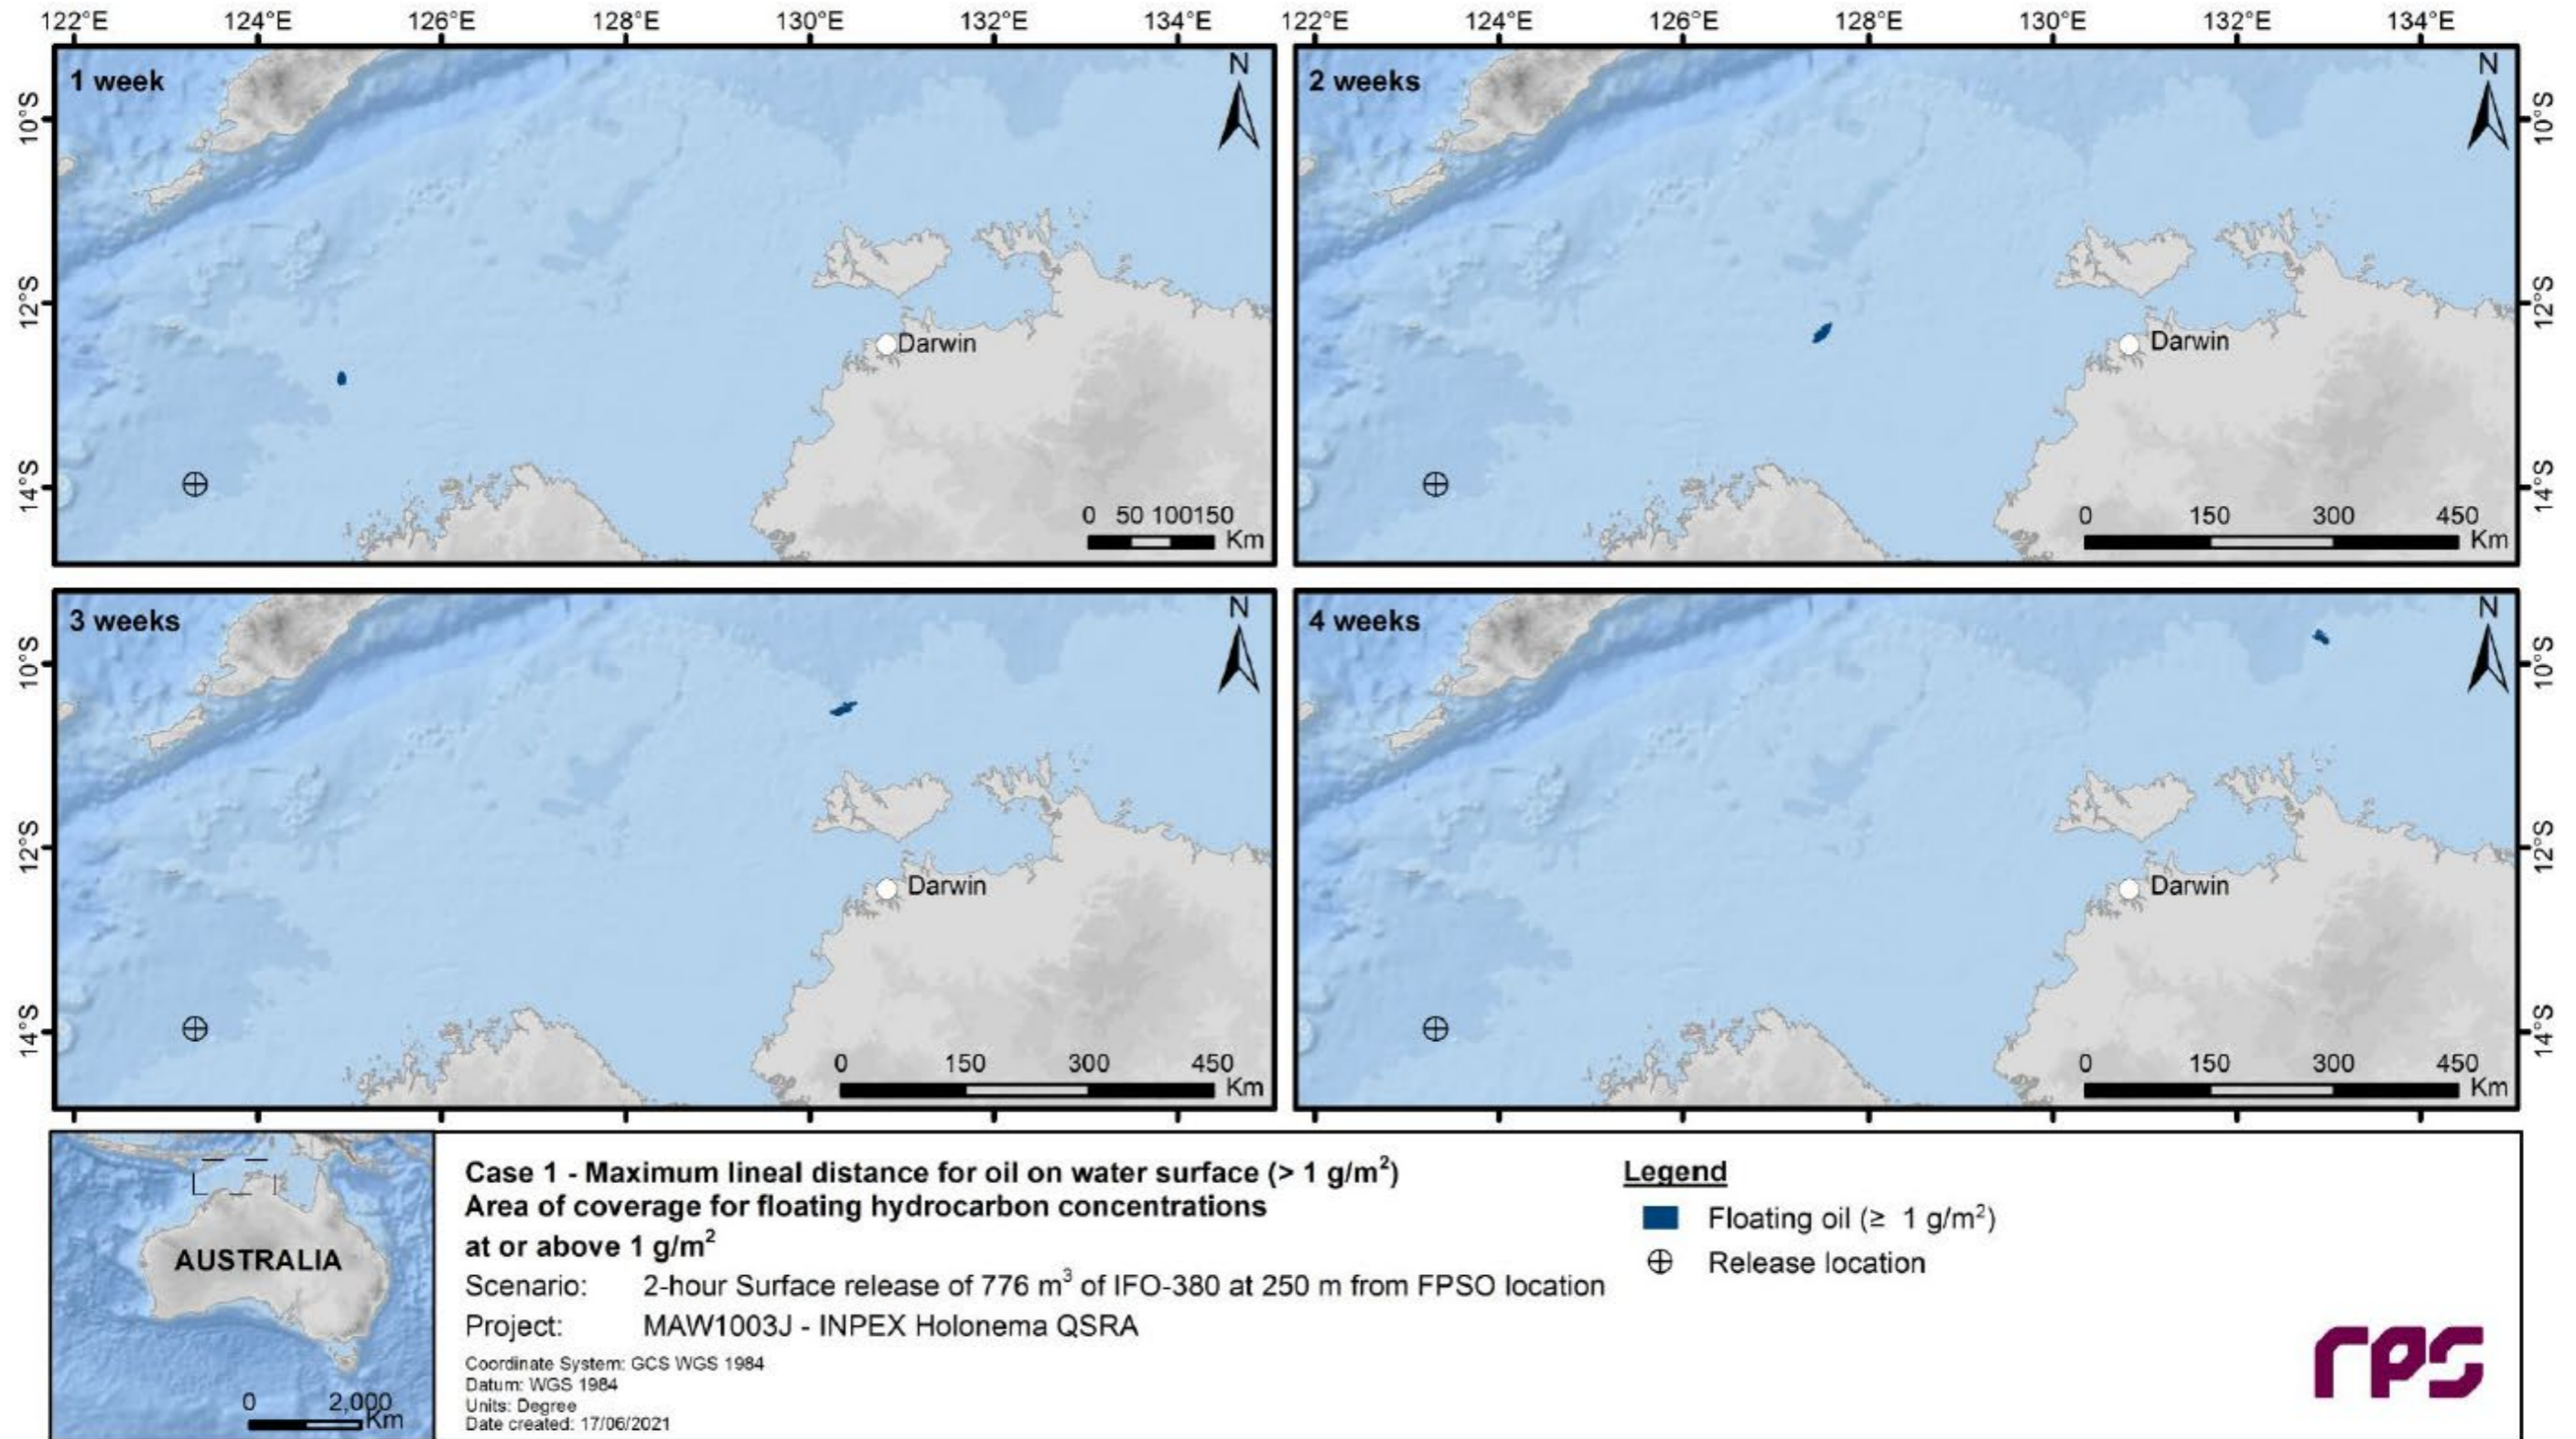 122°E 124°E 126°E 128°E 130°E 132°E 134°E 122°E 124°E 126°E 128°E 130°E 132°E 134°E
1 week
N
10°S
12°S
14°S
Darwin
0 50 100150
Km
2 weeks
N
10°S
12°S
14°S
Darwin
0 150 300 450
Km
3 weeks
N
10°S
12°S
14°S
Darwin
0 150 300 450
Km
4 weeks
N
10°S
12°S
14°S
Darwin
0 150 300 450
Km
AUSTRALIA
0 2,000
Km
Case 1 - Maximum lineal distance for oil on water surface (> 1 g/m²)
Area of coverage for floating hydrocarbon concentrations
at or above 1 g/m²
Scenario: 2-hour Surface release of 776 m³ of IFO-380 at 250 m from FPSO location
Project: MAW1003J - INPEX Holonema QSRA
Coordinate System: GCS WGS 1984
Datum: WGS 1984
Units: Degree
Date created: 17/06/2021
Legend
Floating oil (≥ 1 g/m²)
Release location
rps